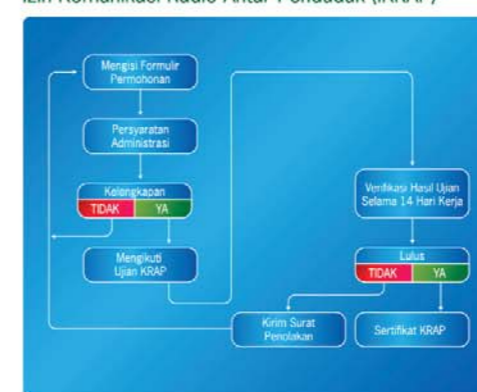 Izin Komunikasi Radio Antar Penduduk (IKRAP)
Mengisi Formulir
Permohonan
Persyaratan
Administrasi
Kelengkapan
TIDAK
YA
Mengikuti
Ujian KRAP
Verifikasi Hasil Ujian
Selama 14 Hari Kerja
Lulus
TIDAK
YA
Kirim Surat
Penolakan
Sertifikat KRAP